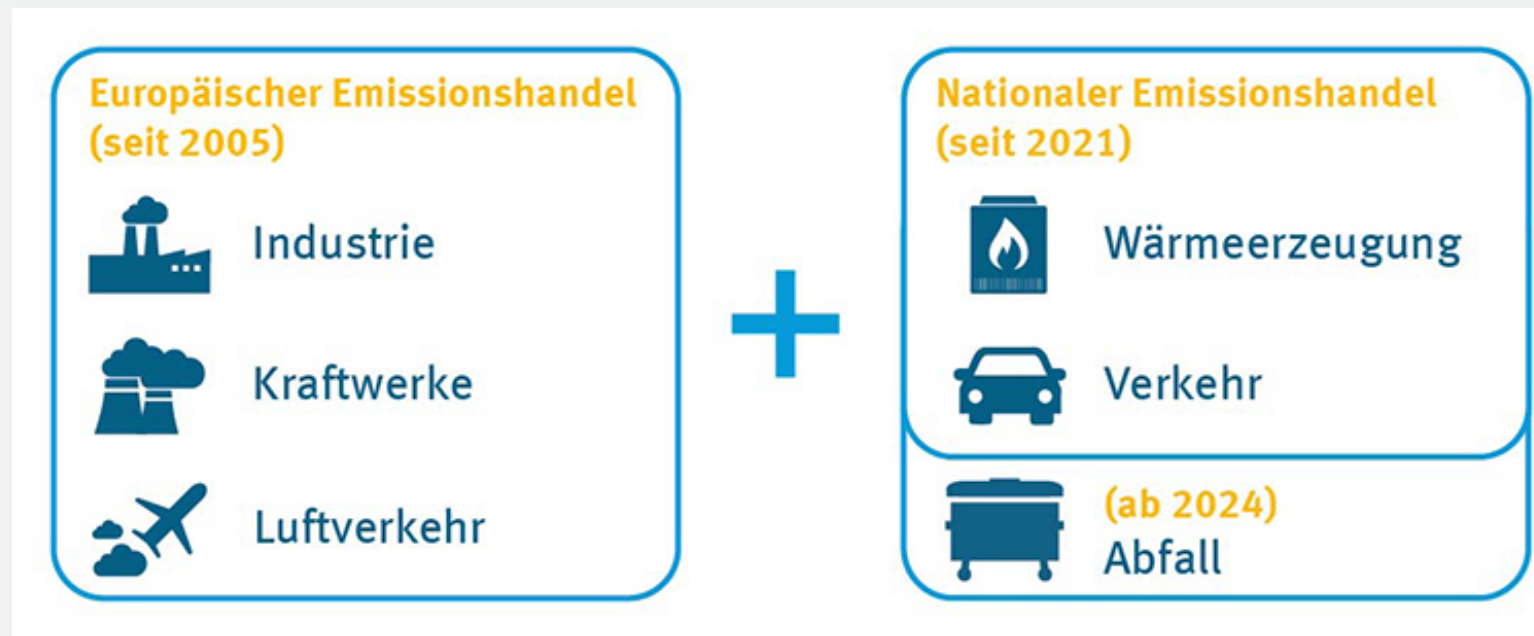 Europäischer Emissionshandel
(seit 2005)
Industrie
Kraftwerke
Luftverkehr
Nationaler Emissionshandel
(seit 2021)
Wärmeerzeugung
Verkehr
(ab 2024)
Abfall